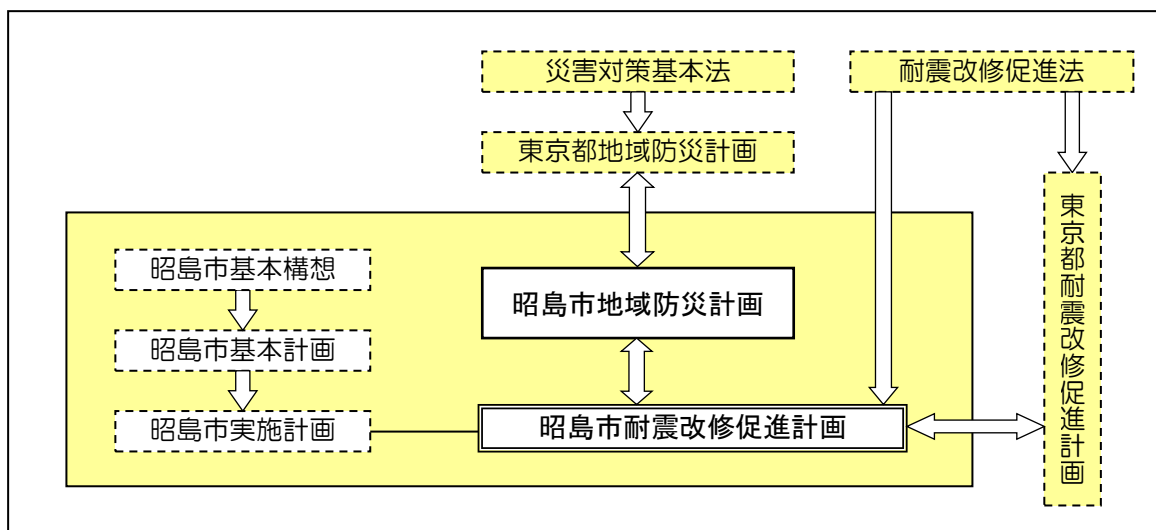 災害対策基本法
耐震改修促進法
東京都地域防災計画
東京都耐震改修促進計画
昭島市基本構想
昭島市地域防災計画
昭島市基本計画
昭島市実施計画
昭島市耐震改修促進計画